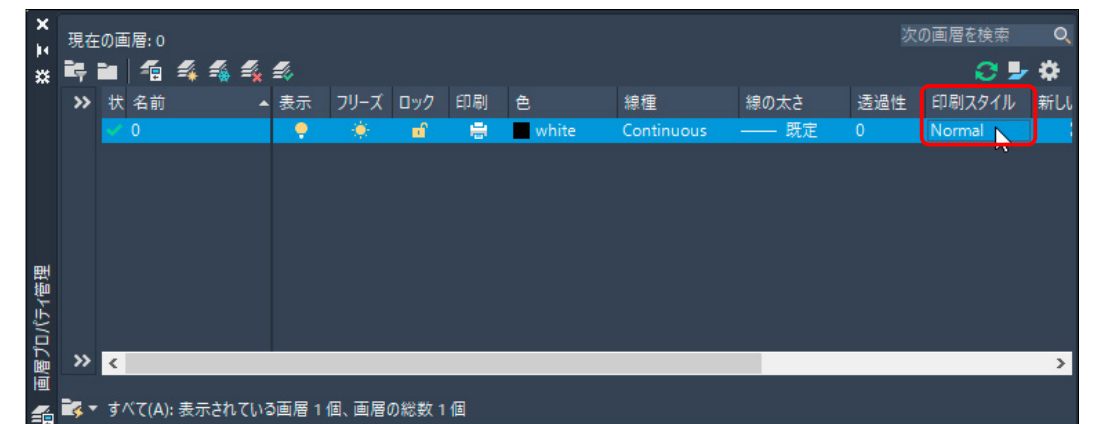 現在の画層: 0
次の画層を検索
状 名前 表示 フリーズ ロック 印刷 色 線種 線の太さ 透過性 印刷スタイル 新しい
0 white Continuous 既定 0 Normal
画層プロパティ管理
すべて(A): 表示されている画層 1 個、画層の総数 1 個